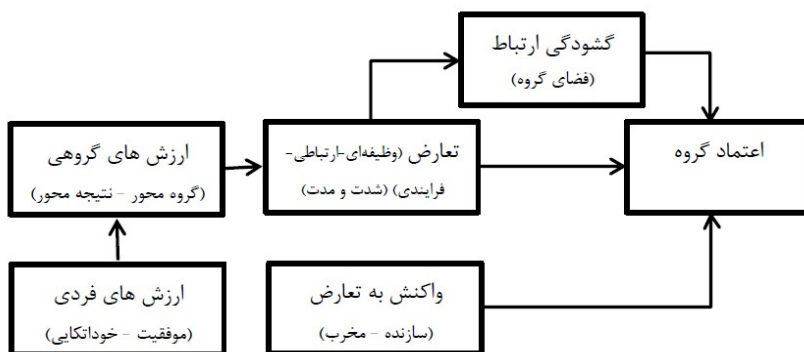 گشودگی ارتباط
(فضای گروه)
اعتماد گروه
تعارض (وظیفه‌ای-ارتباطی-
فرایندی) (شدت و مدت)
ارزش های گروهی
(گروه محور – نتیجه محور)
واکنش به تعارض
(سازنده – مخرب)
ارزش های فردی
(موفقیت – خوداتکایی)